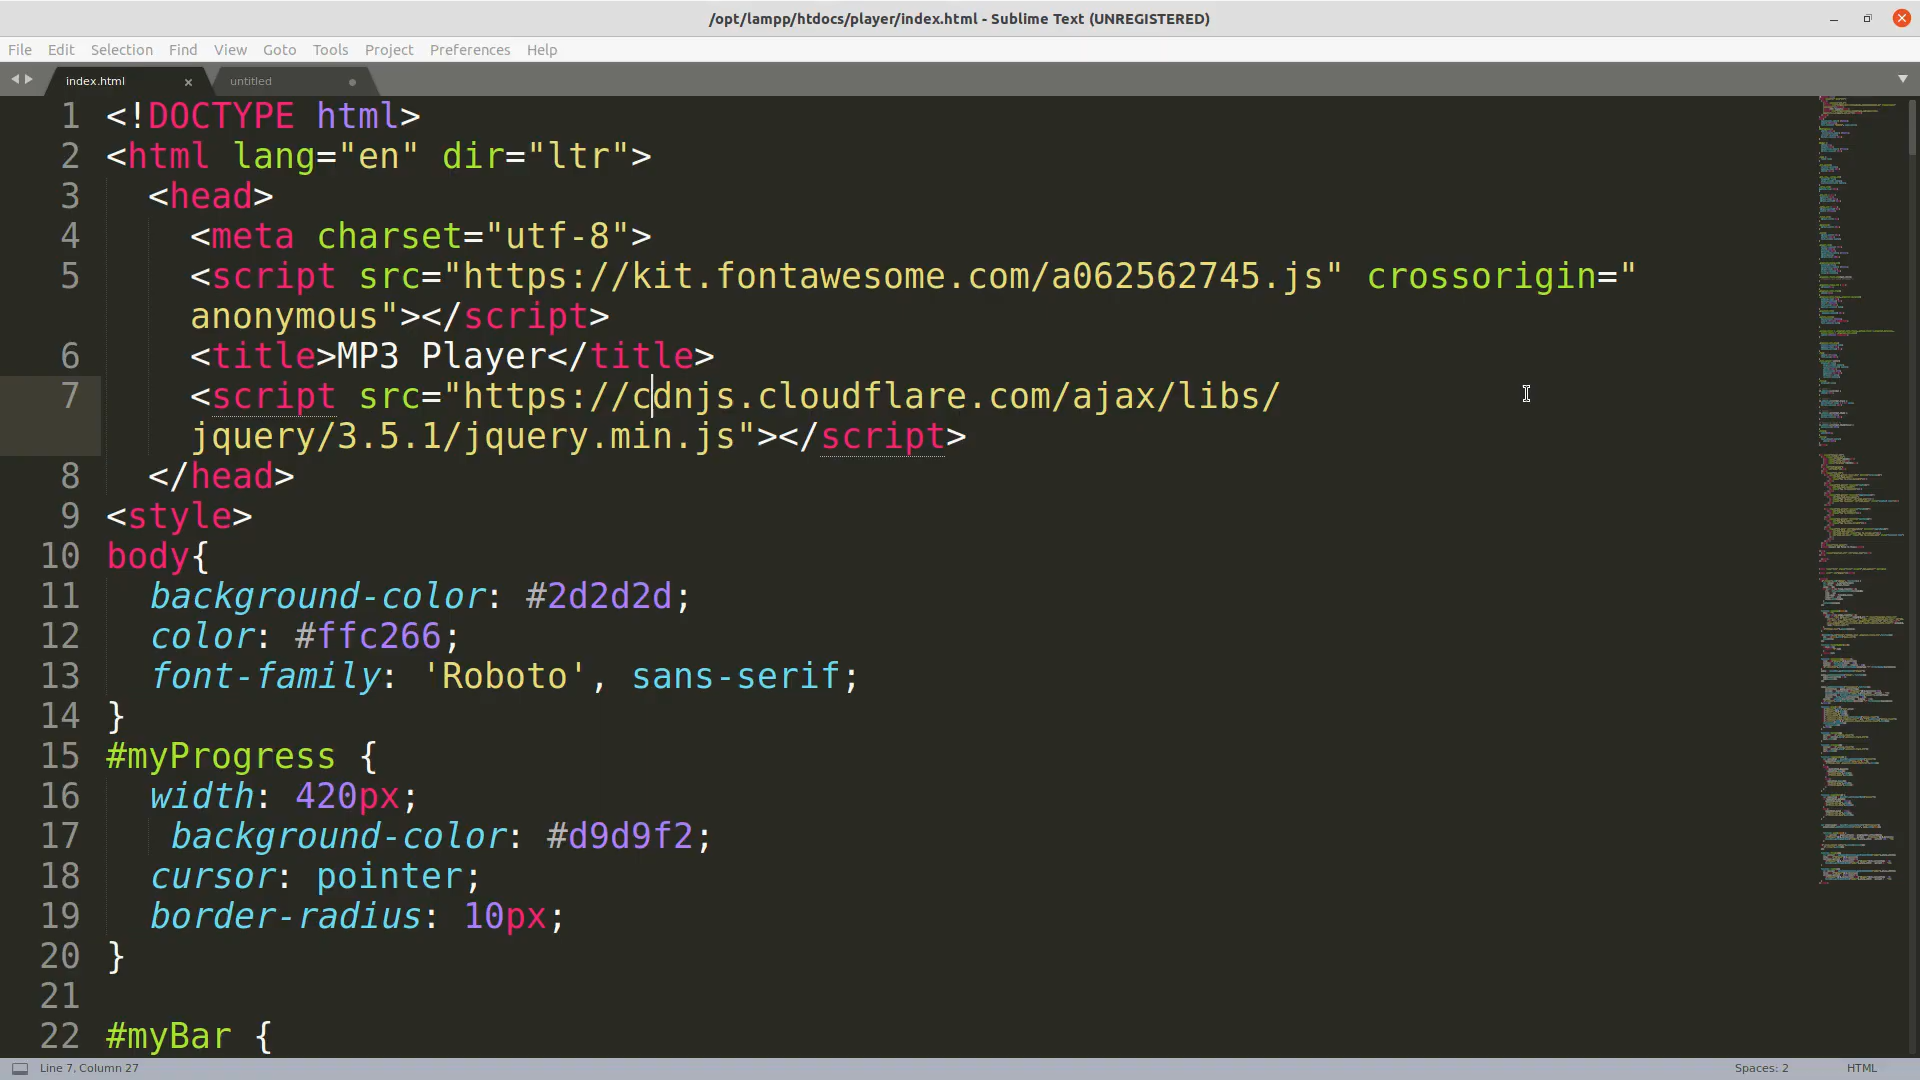 /opt/lampp/htdocs/player/index.html - Sublime Text (UNREGISTERED)
File Edit Selection Find View Goto Tools Project Preferences Help
index.html untitled
1 <!DOCTYPE html>
2 <html lang="en" dir="ltr">
3 <head>
4 <meta charset="utf-8">
5 <script src="https://kit.fontawesome.com/a062562745.js" crossorigin="
anonymous"></script>
6 <title>MP3 Player</title>
7 <script src="https://cdnjs.cloudflare.com/ajax/libs/
jquery/3.5.1/jquery.min.js"></script>
8 </head>
9 <style>
10 body{
11 background-color: #2d2d2d;
12 color: #ffc266;
13 font-family: 'Roboto', sans-serif;
14 }
15 #myProgress {
16 width: 420px;
17 background-color: #d9d9f2;
18 cursor: pointer;
19 border-radius: 10px;
20 }
21
22 #myBar {
Line 7, Column 27 Spaces: 2 HTML